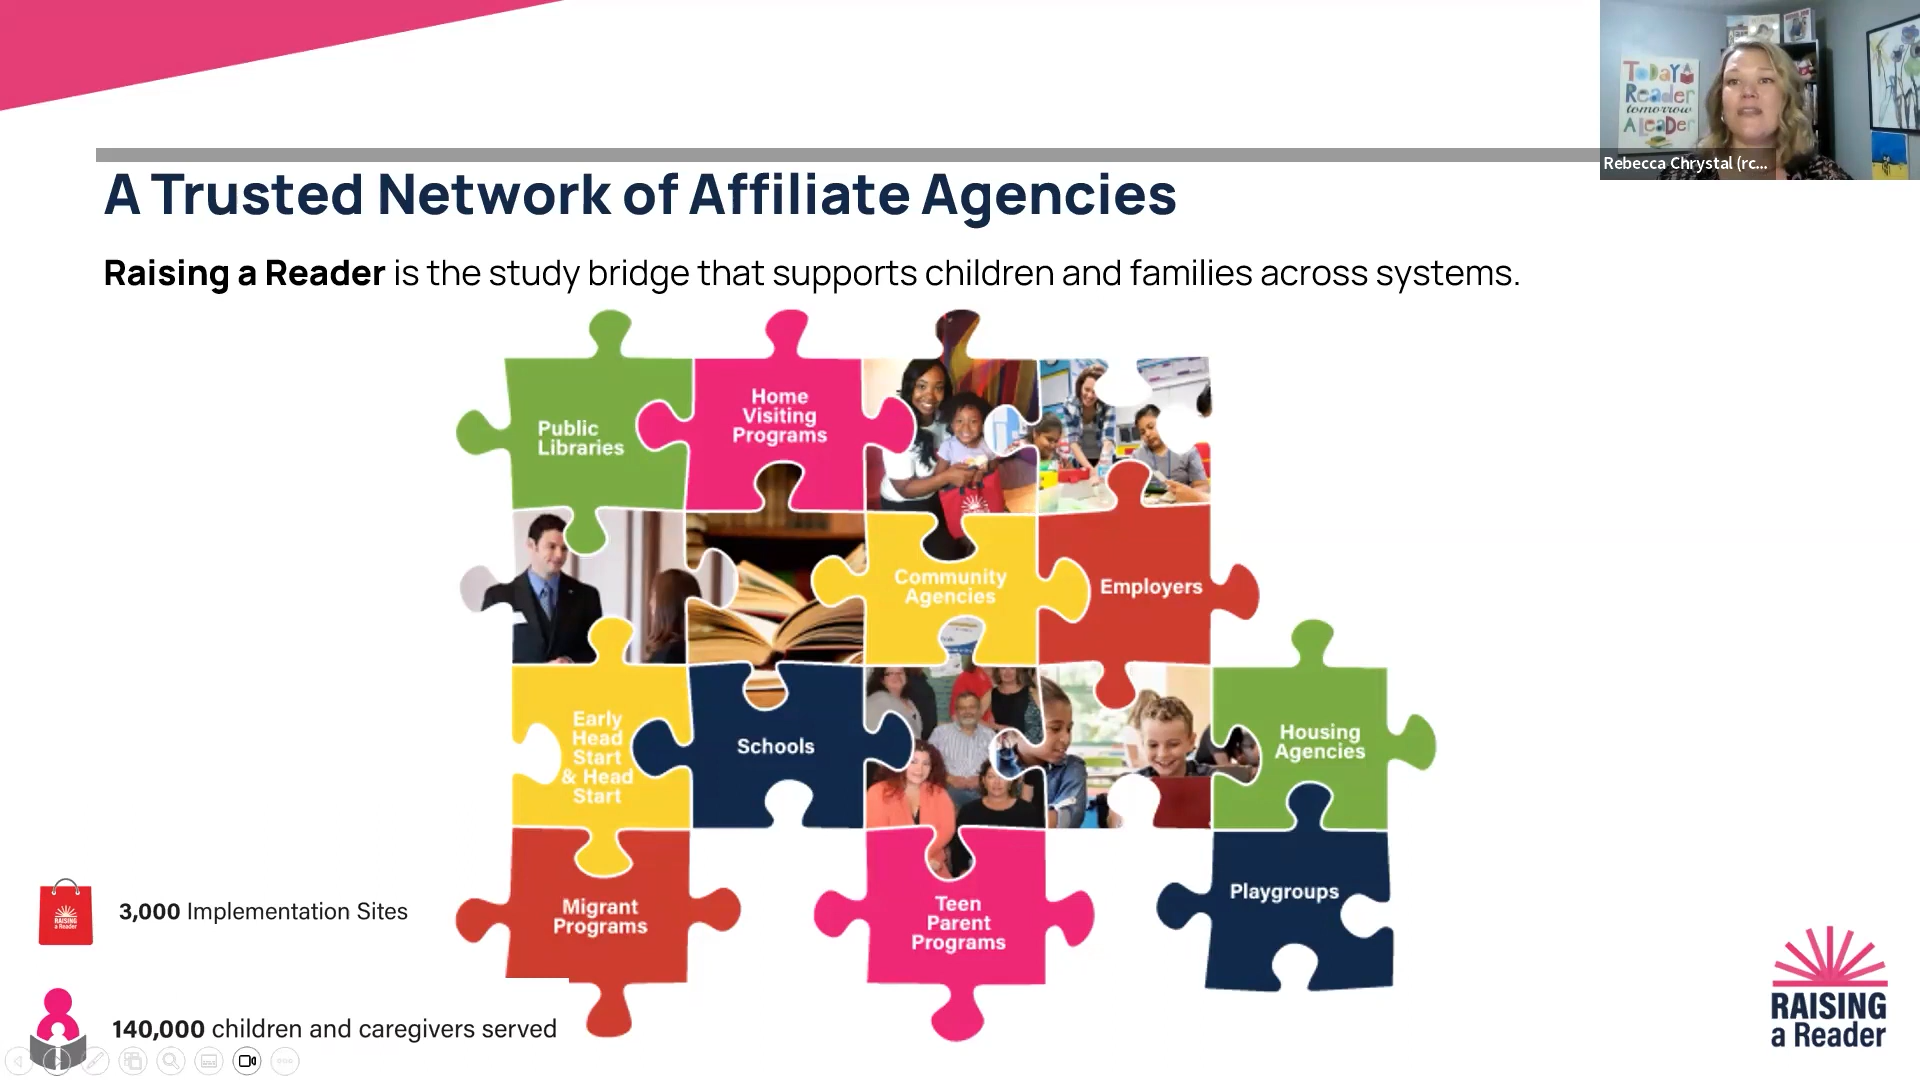 TODAY A
Reader
tomorrow
A LeaDer
Rebecca Chrystal (rc...
A Trusted Network of Affiliate Agencies
Raising a Reader is the study bridge that supports children and families across systems.
Public
Libraries
Home
Visiting
Programs
Community
Agencies
Employers
Early
Head
Start
& Head
Start
Schools
Housing
Agencies
Migrant
Programs
Teen
Parent
Programs
Playgroups
RAISING
a Reader
3,000 Implementation Sites
140,000 children and caregivers served
RAISING
a Reader